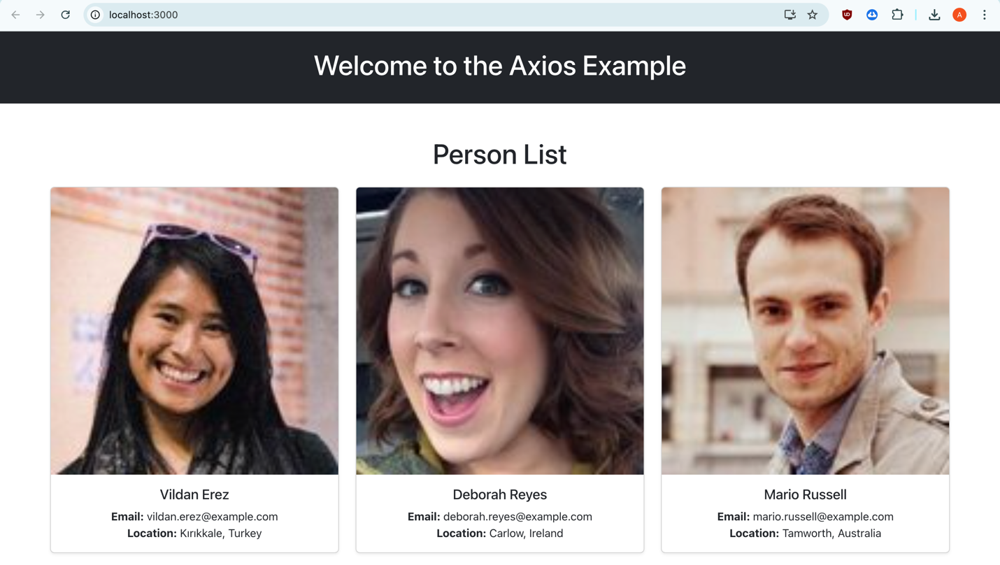 localhost:3000
A
Welcome to the Axios Example
Person List
Vildan Erez
Email: vildan.erez@example.com
Location: Kırıkkale, Turkey
Deborah Reyes
Email: deborah.reyes@example.com
Location: Carlow, Ireland
Mario Russell
Email: mario.russell@example.com
Location: Tamworth, Australia